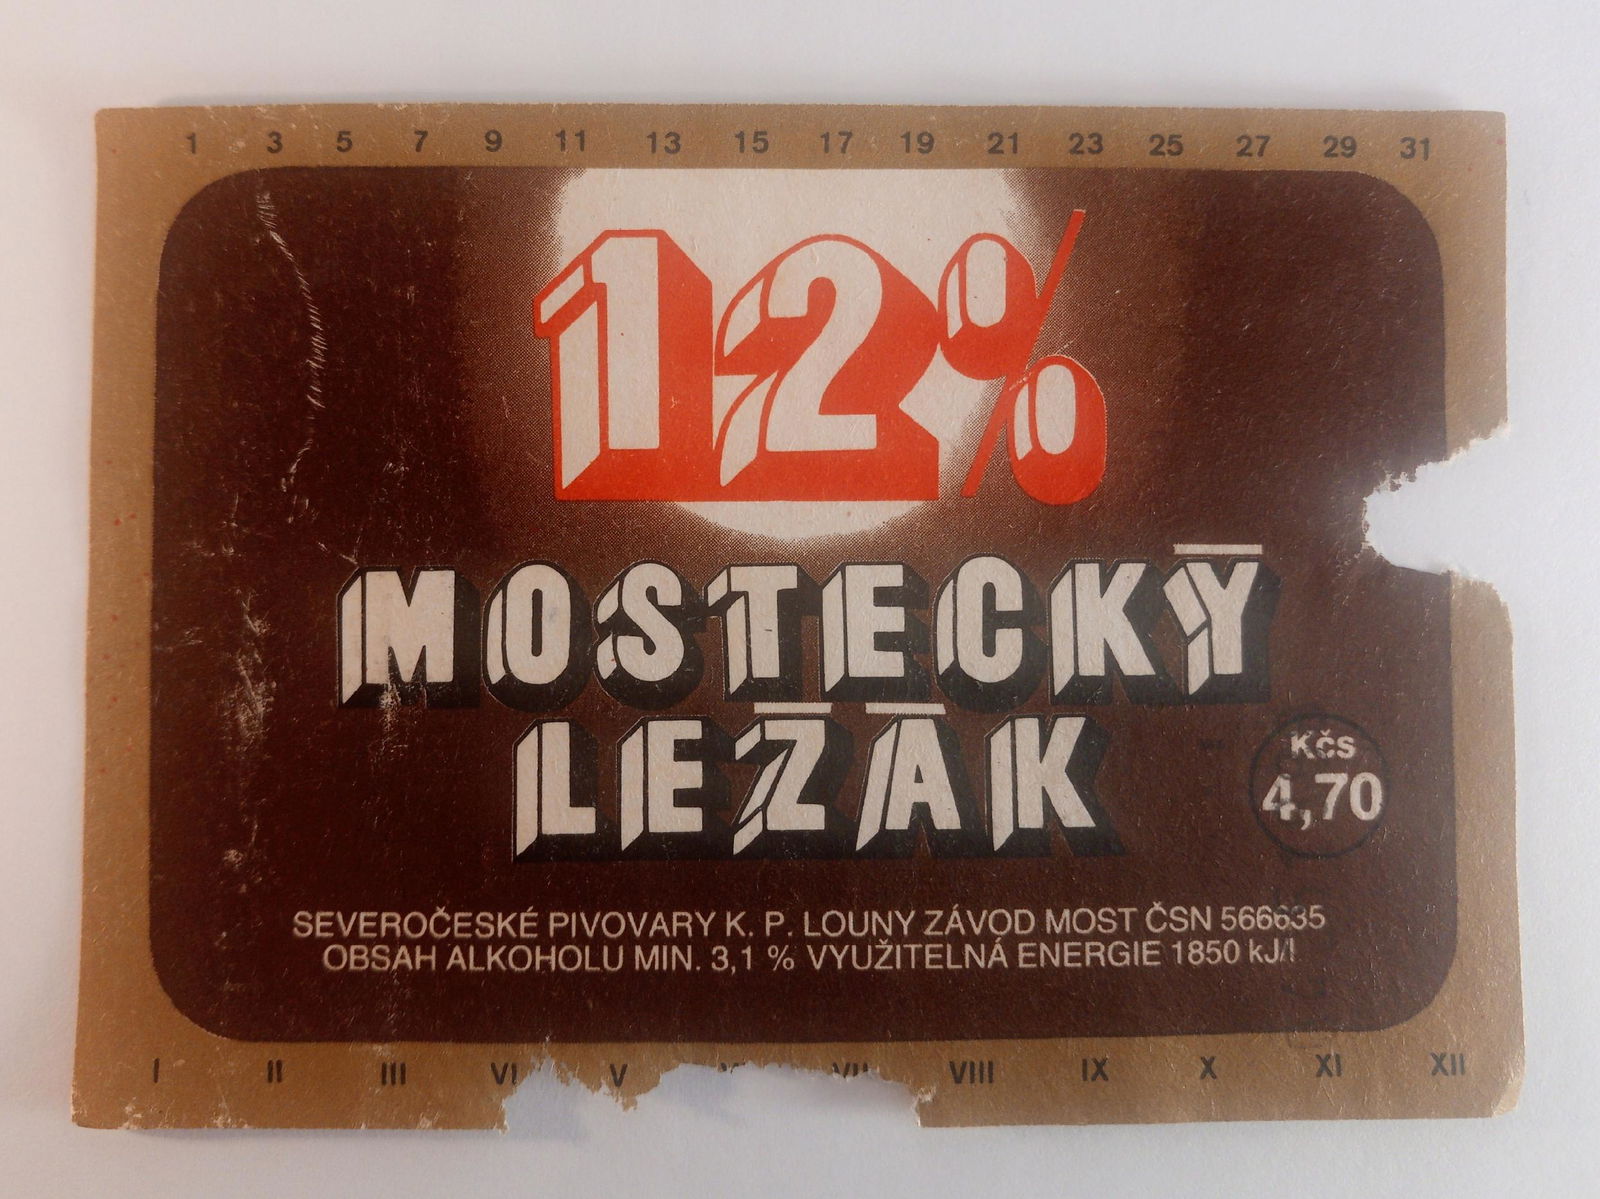 1 3 5 7 9 11 13 15 17 19 21 23 25 27 29 31
12%
MOSTECKÝ
LEŽÁK
Kčs
4,70
SEVEROČESKÉ PIVOVARY K. P. LOUNY ZÁVOD MOST ČSN 566635
OBSAH ALKOHOLU MIN. 3,1 % VYUŽITELNÁ ENERGIE 1850 kJ/l
I II III VI V VII VIII IX X XI XII